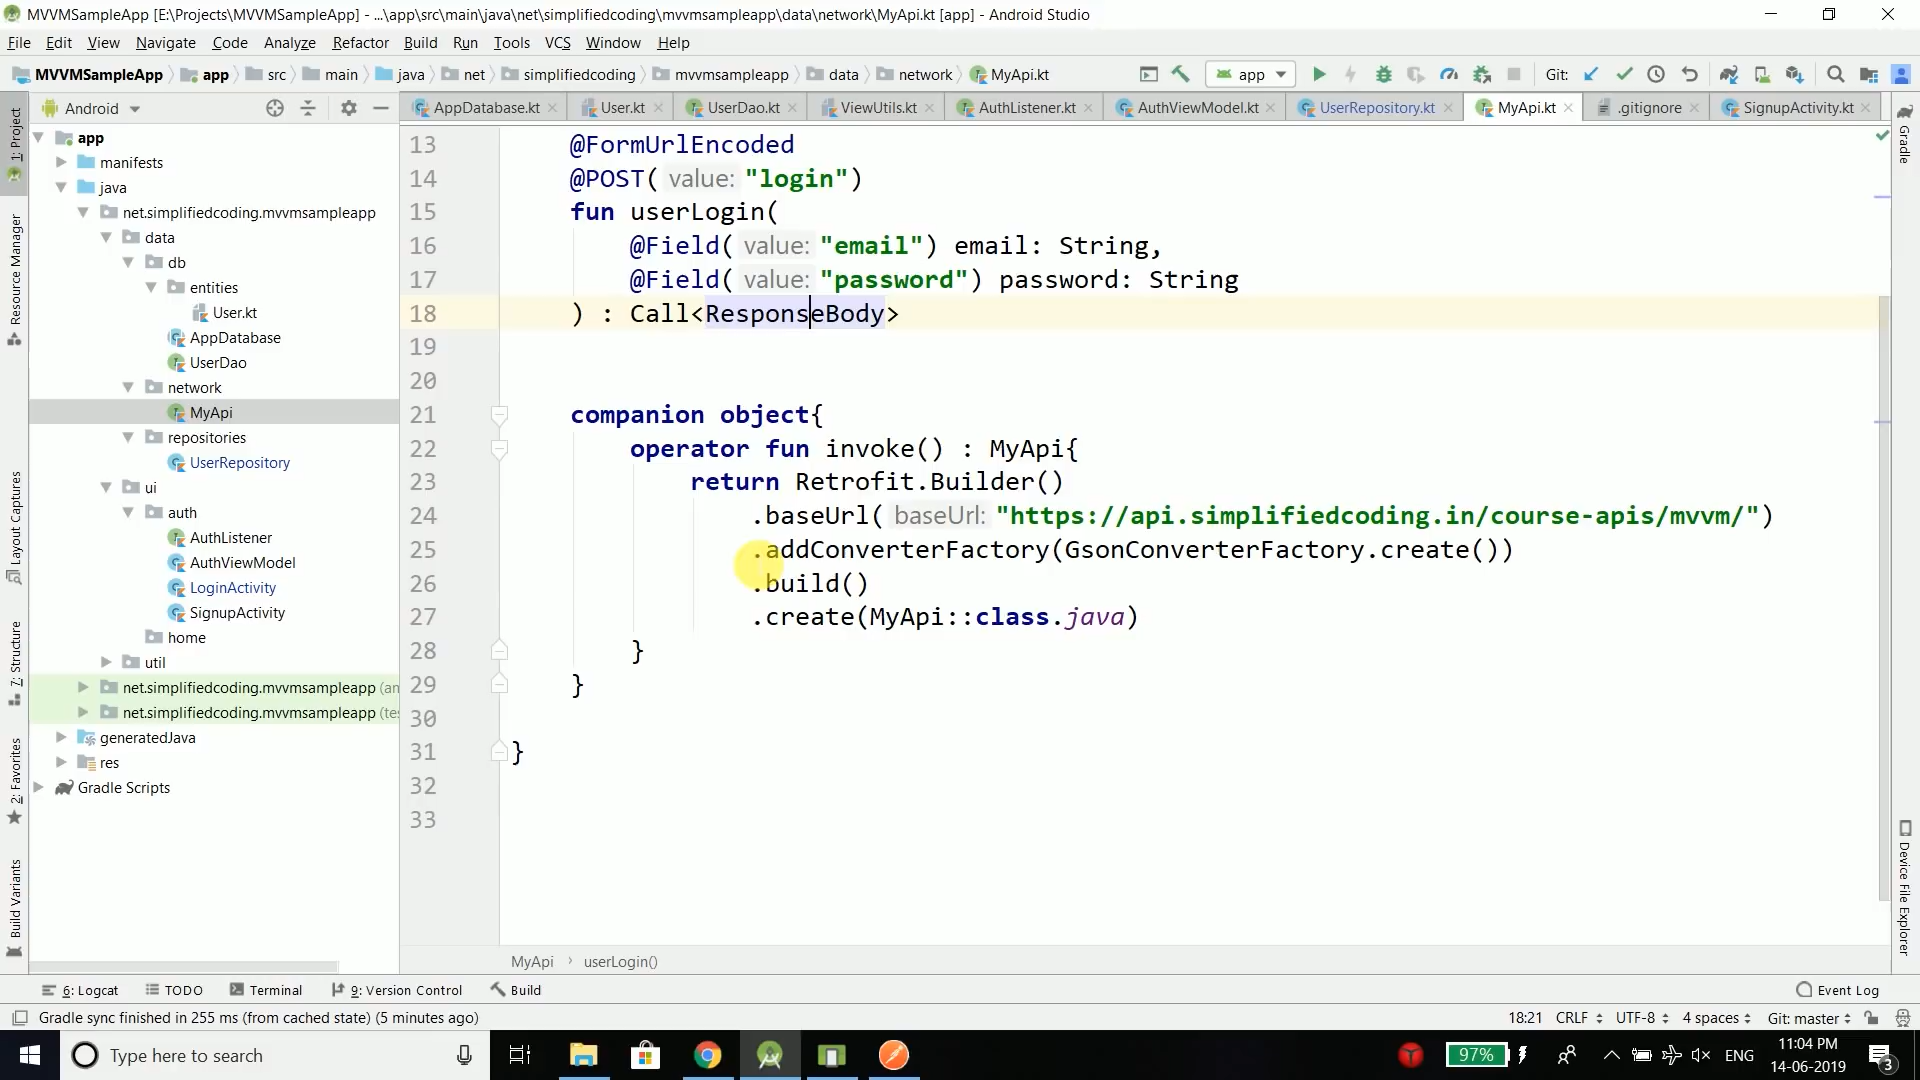 MVVMSampleApp [E:\Projects\MVVMSampleApp] - ...\app\src\main\java\net\simplifiedcoding\mvvmsampleapp\data\network\MyApi.kt [app] - Android Studio
File Edit View Navigate Code Analyze Refactor Build Run Tools VCS Window Help
MVVMSampleApp app src main java net simplifiedcoding mvvmsampleapp data network MyApi.kt app Git:
Android
AppDatabase.kt User.kt UserDao.kt ViewUtils.kt AuthListener.kt AuthViewModel.kt UserRepository.kt MyApi.kt .gitignore SignupActivity.kt
1: Project
Resource Manager
Layout Captures
7: Structure
2: Favorites
Build Variants
app
manifests
java
net.simplifiedcoding.mvvmsampleapp
data
db
entities
User.kt
AppDatabase
UserDao
network
MyApi
repositories
UserRepository
ui
auth
AuthListener
AuthViewModel
LoginActivity
SignupActivity
home
util
net.simplifiedcoding.mvvmsampleapp (an
net.simplifiedcoding.mvvmsampleapp (te
generatedJava
res
Gradle Scripts
13 @FormUrlEncoded
14 @POST( value: "login")
15 fun userLogin(
16 @Field( value: "email") email: String,
17 @Field( value: "password") password: String
18 ) : Call<ResponseBody>
19
20
21 companion object{
22 operator fun invoke() : MyApi{
23 return Retrofit.Builder()
24 .baseUrl( baseUrl: "https://api.simplifiedcoding.in/course-apis/mvvm/")
25 .addConverterFactory(GsonConverterFactory.create())
26 .build()
27 .create(MyApi::class.java)
28 }
29 }
30
31 }
32
33
Gradle
Device File Explorer
MyApi › userLogin()
6: Logcat TODO Terminal 9: Version Control Build Event Log
Gradle sync finished in 255 ms (from cached state) (5 minutes ago) 18:21 CRLF UTF-8 4 spaces Git: master
Type here to search 97% ENG 11:04 PM
14-06-2019 3